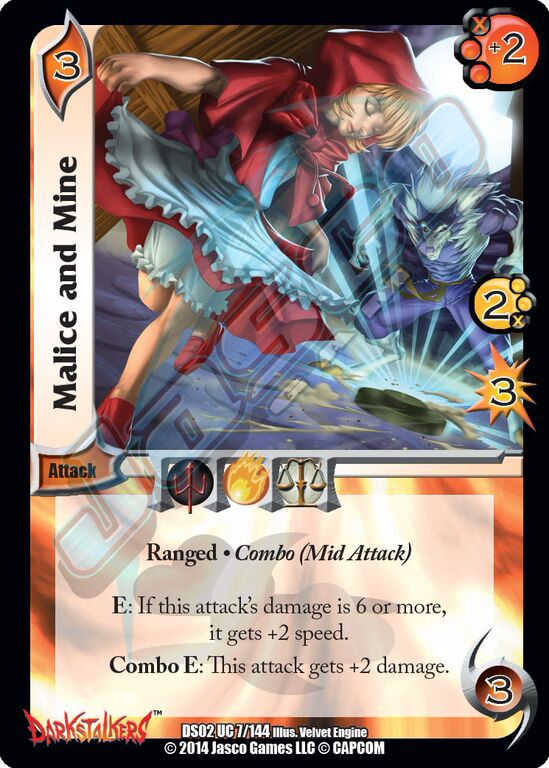 3
X
+2
Malice and Mine
2
X
3
Attack
Ranged • Combo (Mid Attack)
E: If this attack's damage is 6 or more,
it gets +2 speed.
Combo E: This attack gets +2 damage.
3
DARKSTALKERS™
DS02 UC 7/144 Illus. Velvet Engine
© 2014 Jasco Games LLC © CAPCOM